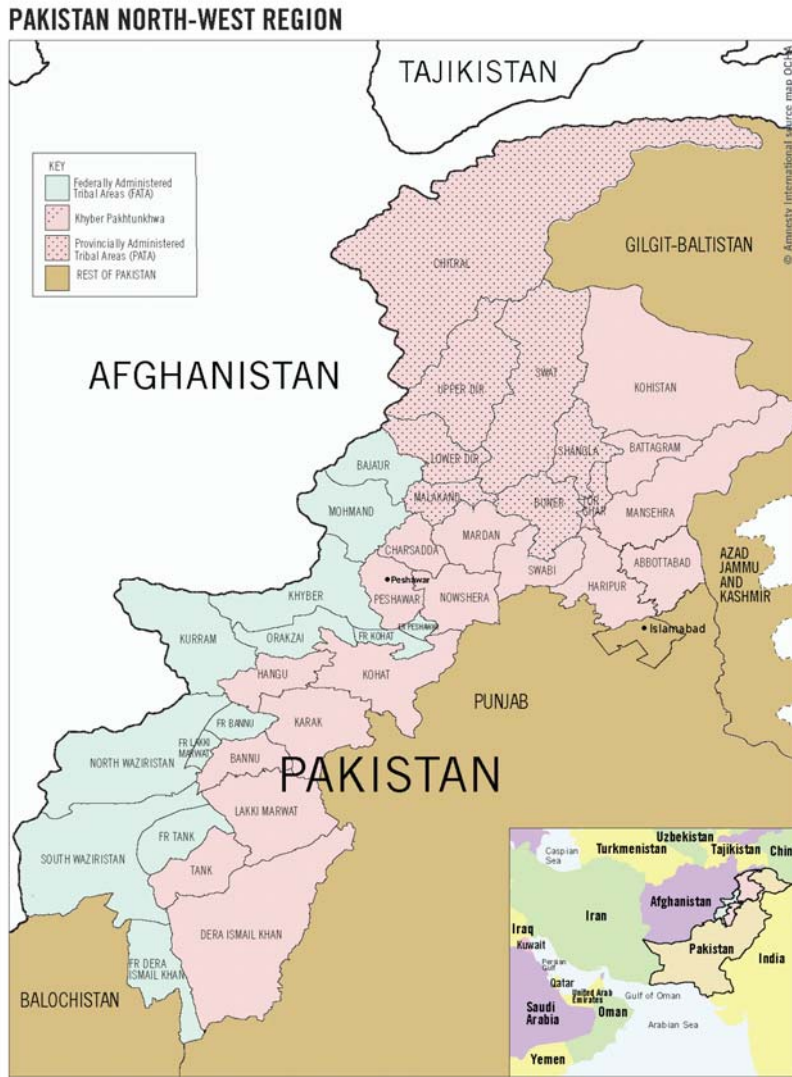 PAKISTAN NORTH-WEST REGION
TAJIKISTAN
© Amnesty International source map OCHA
KEY
Federally Administered
Tribal Areas (FATA)
Khyber Pakhtunkhwa
Provincially Administered
Tribal Areas (PATA)
REST OF PAKISTAN
GILGIT-BALTISTAN
CHITRAL
AFGHANISTAN
UPPER DIR
SWAT
KOHISTAN
LOWER DIR
SHANGLA
BATTAGRAM
BAJAUR
MALAKAND
BUNER
TOR
GHAR
MOHMAND
MANSEHRA
CHARSADDA
MARDAN
SWABI
ABBOTTABAD
AZAD
JAMMU
AND
KASHMIR
HARIPUR
Peshawar
PESHAWAR
NOWSHERA
KHYBER
FR PESHAWAR
Islamabad
KURRAM
ORAKZAI
FR KOHAT
HANGU
KOHAT
PUNJAB
FR BANNU
KARAK
FR LAKKI
MARWAT
NORTH WAZIRISTAN
BANNU
PAKISTAN
LAKKI MARWAT
FR TANK
SOUTH WAZIRISTAN
TANK
DERA ISMAIL KHAN
FR DERA
ISMAIL KHAN
BALOCHISTAN
Caspian
Sea
Uzbekistan
Turkmenistan
Tajikistan
Chin
Afghanistan
Iran
Iraq
Kuwait
Pakistan
Persian
Gulf
India
Qatar
United Arab
Emirates
Gulf of Oman
Saudi
Arabia
Oman
Arabian Sea
Yemen